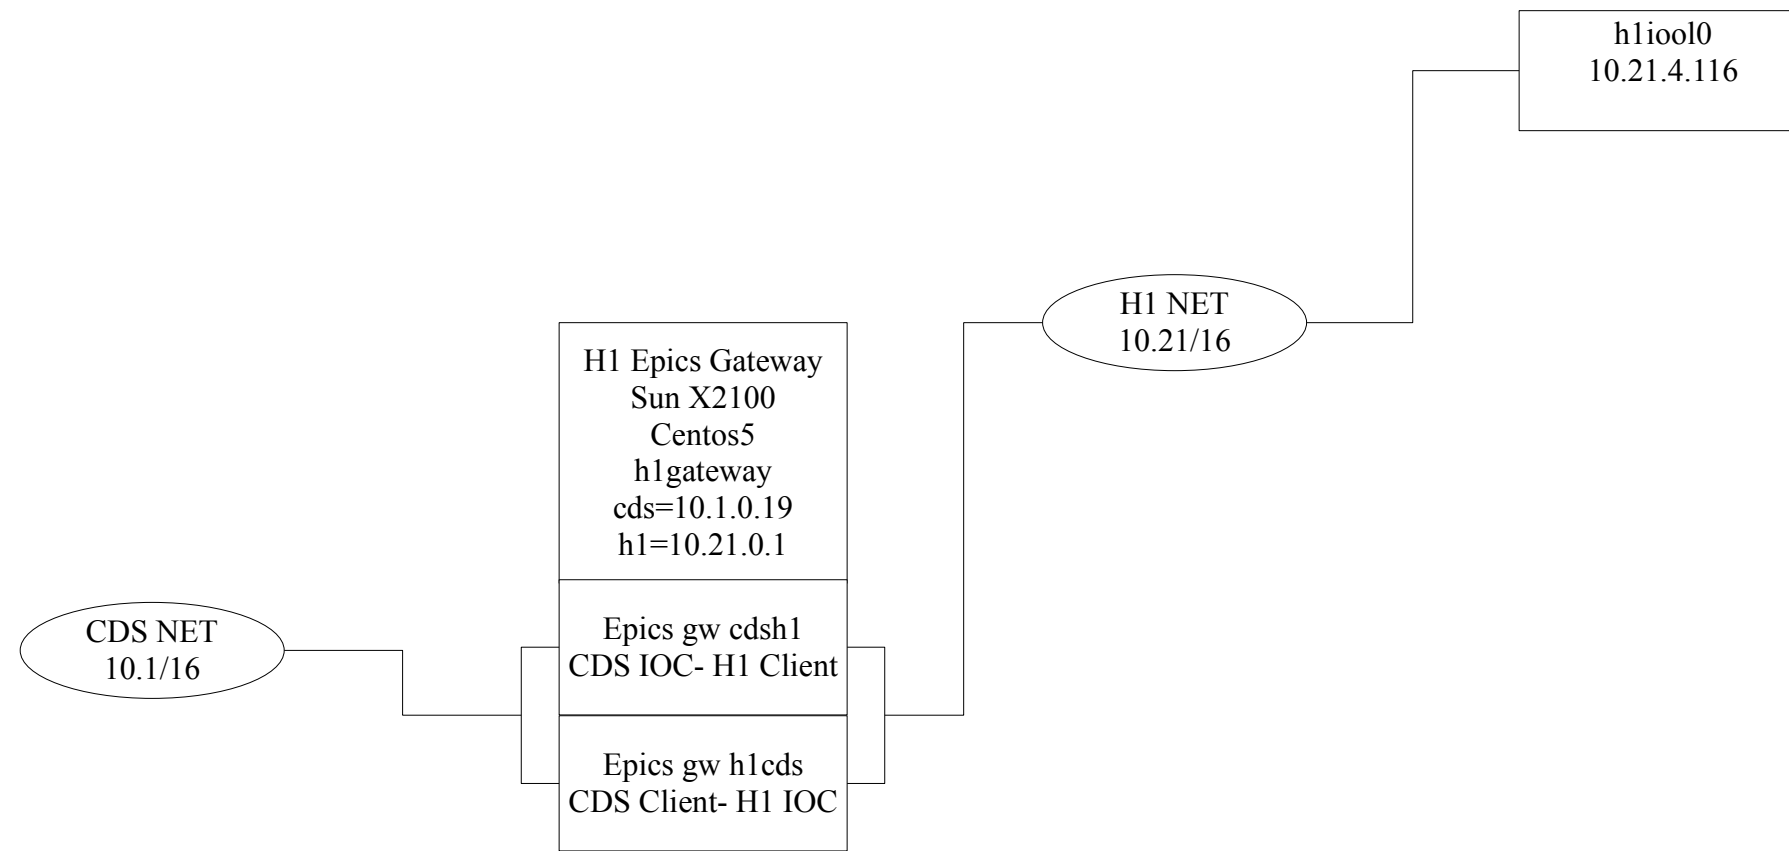 h1iool0
10.21.4.116
H1 NET
10.21/16
H1 Epics Gateway
Sun X2100
Centos5
h1gateway
cds=10.1.0.19
h1=10.21.0.1
CDS NET
10.1/16
Epics gw cdsh1
CDS IOC- H1 Client
Epics gw h1cds
CDS Client- H1 IOC